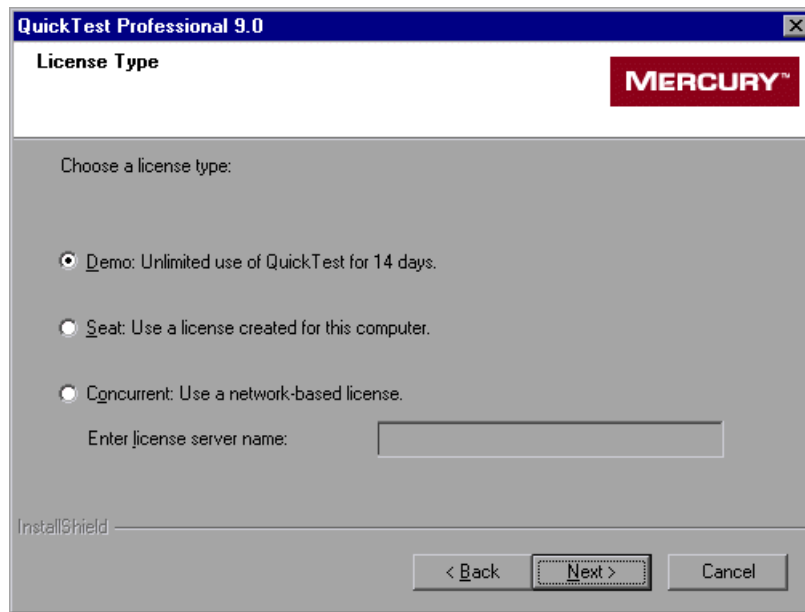 QuickTest Professional 9.0
License Type
MERCURY™
Choose a license type:
Demo: Unlimited use of QuickTest for 14 days.
Seat: Use a license created for this computer.
Concurrent: Use a network-based license.
Enter license server name:
InstallShield
< Back
Next >
Cancel